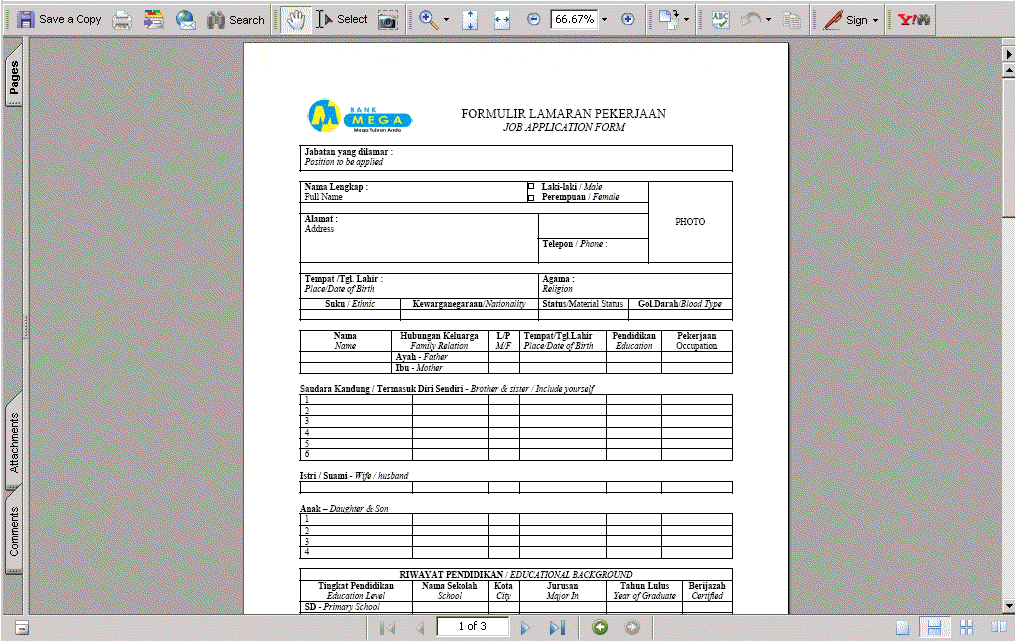 Save a Copy
Search
Select
66.67%
ABC
Sign
Y!
Pages
Attachments
Comments
BANK
MEGA
Mega Tujuan Anda
FORMULIR LAMARAN PEKERJAAN
JOB APPLICATION FORM
Jabatan yang dilamar :
Position to be applied
Nama Lengkap :
Full Name
Laki-laki / Male
Perempuan / Female
PHOTO
Alamat :
Address
Telepon / Phone :
Tempat /Tgl. Lahir :
Place/Date of Birth
Agama :
Religion
Suku / Ethnic Kewarganegaraan/Nationality Status/Material Status Gol.Darah/Blood Type
Nama Hubungan Keluarga L/P Tempat/Tgl.Lahir Pendidikan Pekerjaan
Name Family Relation M/F Place/Date of Birth Education Occupation
Ayah - Father
Ibu - Mother
Saudara Kandung / Termasuk Diri Sendiri - Brother & sister / Include yourself
1
2
3
4
5
6
Istri / Suami - Wife / husband
Anak – Daughter & Son
1
2
3
4
RIWAYAT PENDIDIKAN / EDUCATIONAL BACKGROUND
Tingkat Pendidikan Nama Sekolah Kota Jurusan Tahun Lulus Berijazah
Education Level School City Major In Year of Graduate Certified
SD - Primary School
1 of 3